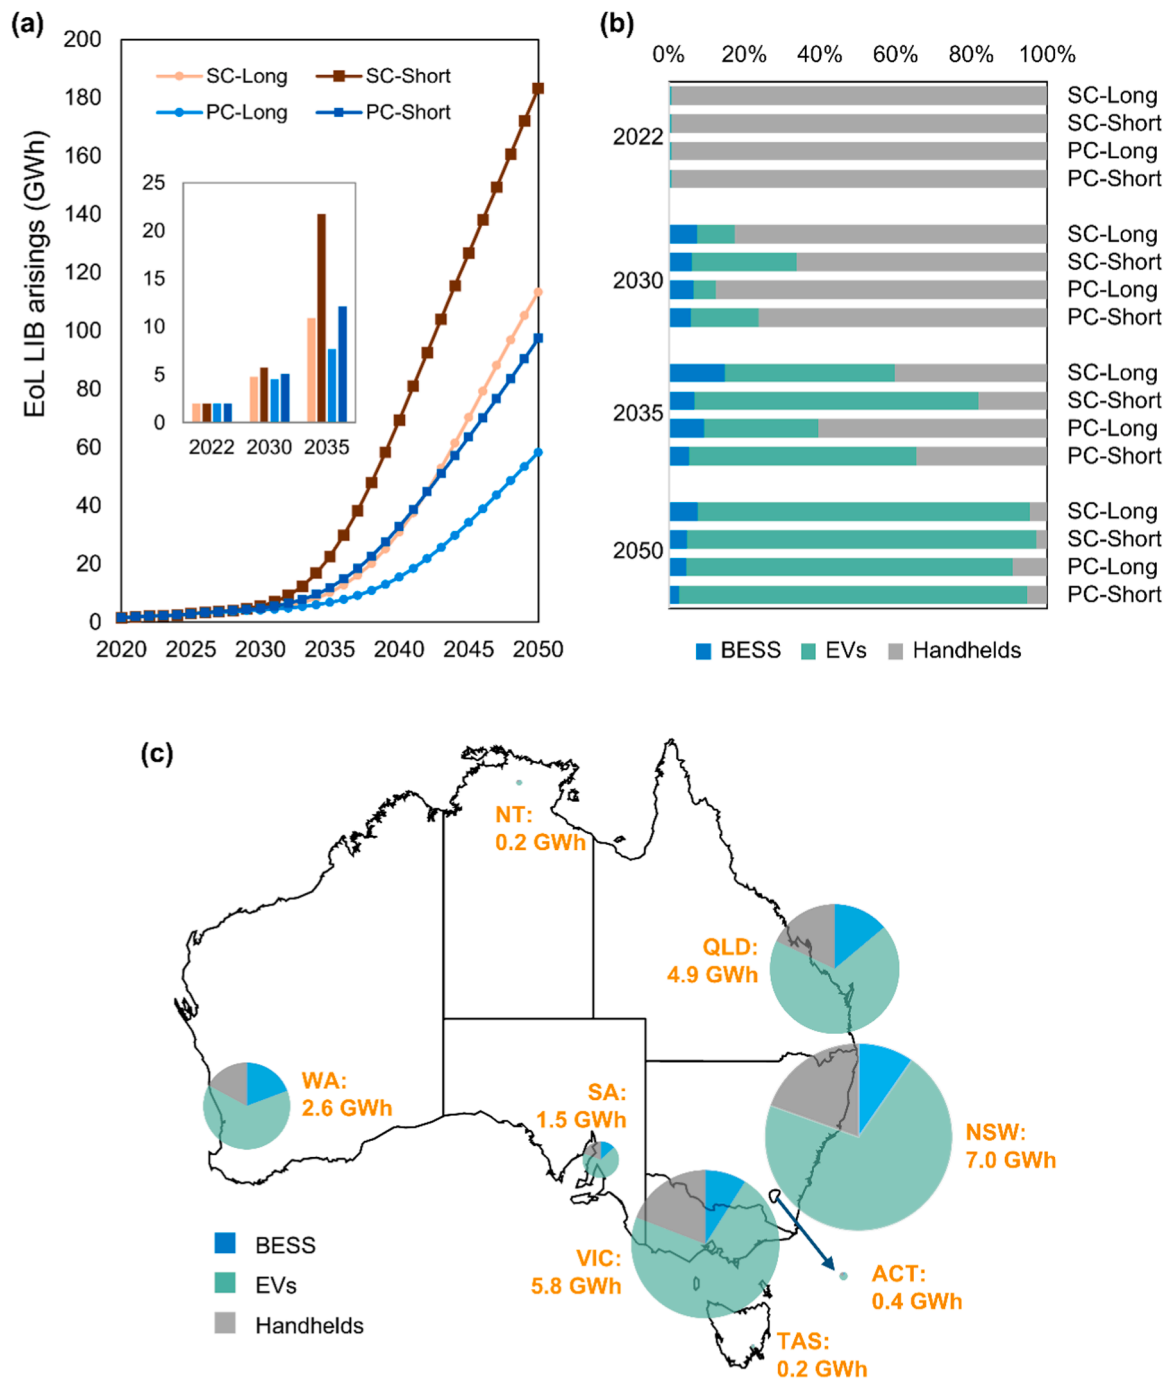 (a)
200
180
160
140
120
100
80
60
40
20
0
EoL LIB arisings (GWh)
SC-Long
SC-Short
PC-Long
PC-Short
25
20
15
10
5
0
2022 2030 2035
2020 2025 2030 2035 2040 2045 2050
(b)
0% 20% 40% 60% 80% 100%
2022
SC-Long
SC-Short
PC-Long
PC-Short
2030
SC-Long
SC-Short
PC-Long
PC-Short
2035
SC-Long
SC-Short
PC-Long
PC-Short
2050
SC-Long
SC-Short
PC-Long
PC-Short
BESS EVs Handhelds
(c)
NT:
0.2 GWh
QLD:
4.9 GWh
WA:
2.6 GWh
SA:
1.5 GWh
NSW:
7.0 GWh
VIC:
5.8 GWh
ACT:
0.4 GWh
TAS:
0.2 GWh
BESS
EVs
Handhelds